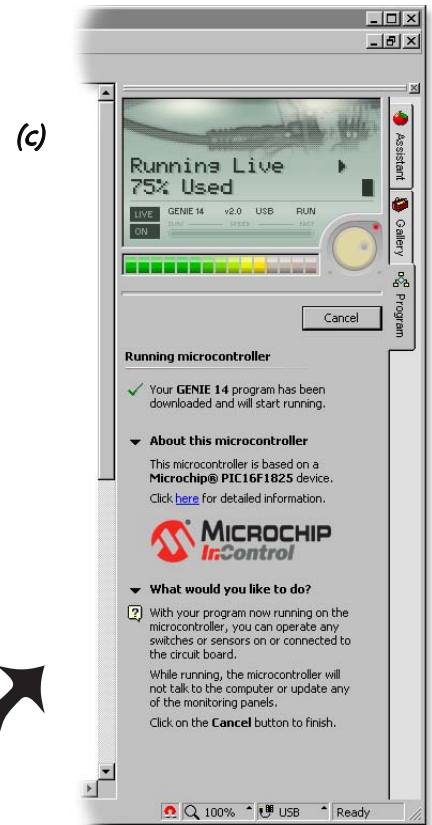 (c)
Running Live
75% Used
LIVE GENIE 14 v2.0 USB RUN
ON SLOW SPEED FAST
Assistant
Gallery
Program
Cancel
Running microcontroller
Your GENIE 14 program has been
downloaded and will start running.
About this microcontroller
This microcontroller is based on a
Microchip® PIC16F1825 device.
Click here for detailed information.
MICROCHIP
In Control
What would you like to do?
With your program now running on the
microcontroller, you can operate any
switches or sensors on or connected to
the circuit board.
While running, the microcontroller will
not talk to the computer or update any
of the monitoring panels.
Click on the Cancel button to finish.
100% USB Ready